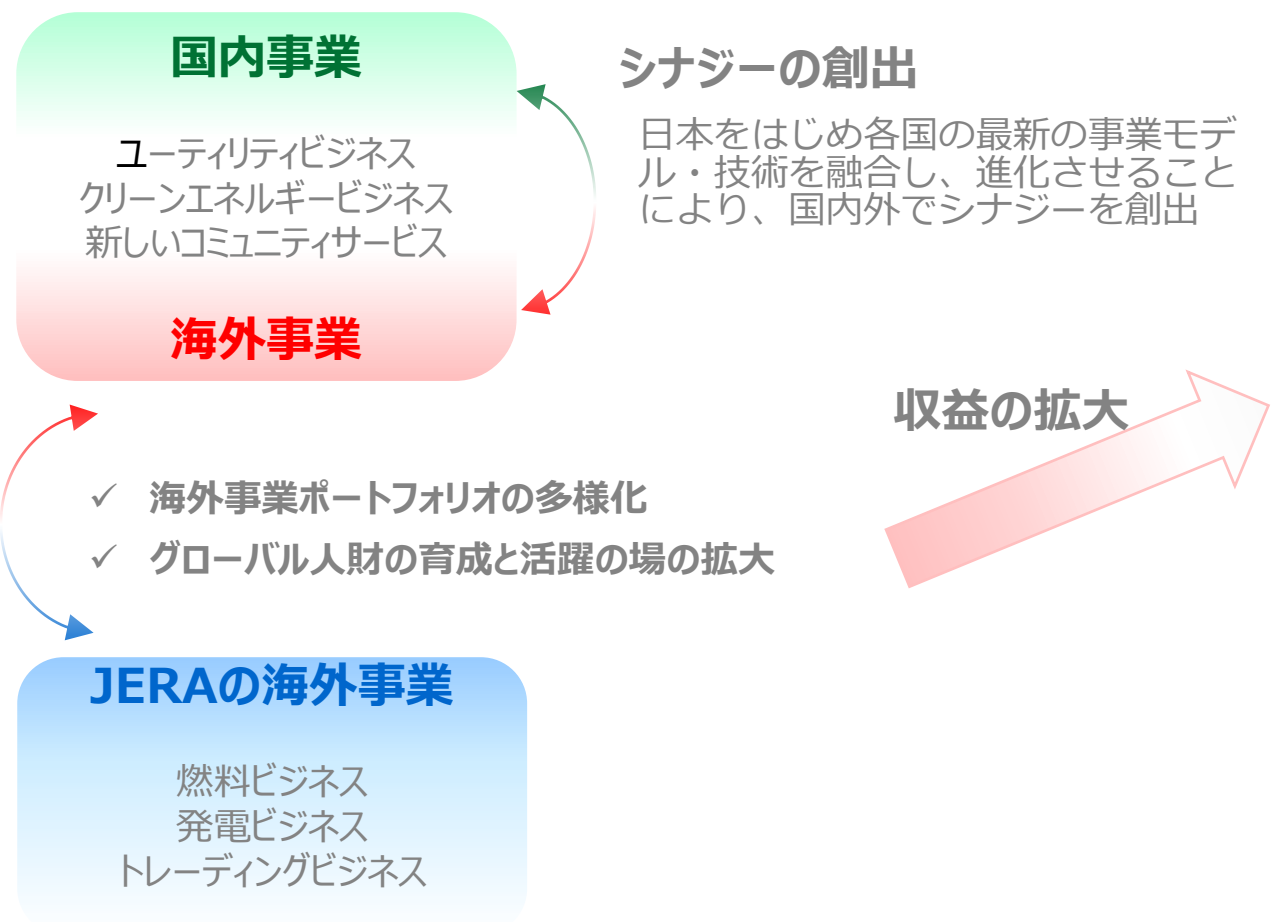 国内事業
ユーティリティビジネス
クリーンエネルギービジネス
新しいコミュニティサービス
海外事業
シナジーの創出
日本をはじめ各国の最新の事業モデ
ル・技術を融合し、進化させること
により、国内外でシナジーを創出
収益の拡大
✓ 海外事業ポートフォリオの多様化
✓ グローバル人財の育成と活躍の場の拡大
JERAの海外事業
燃料ビジネス
発電ビジネス
トレーディングビジネス